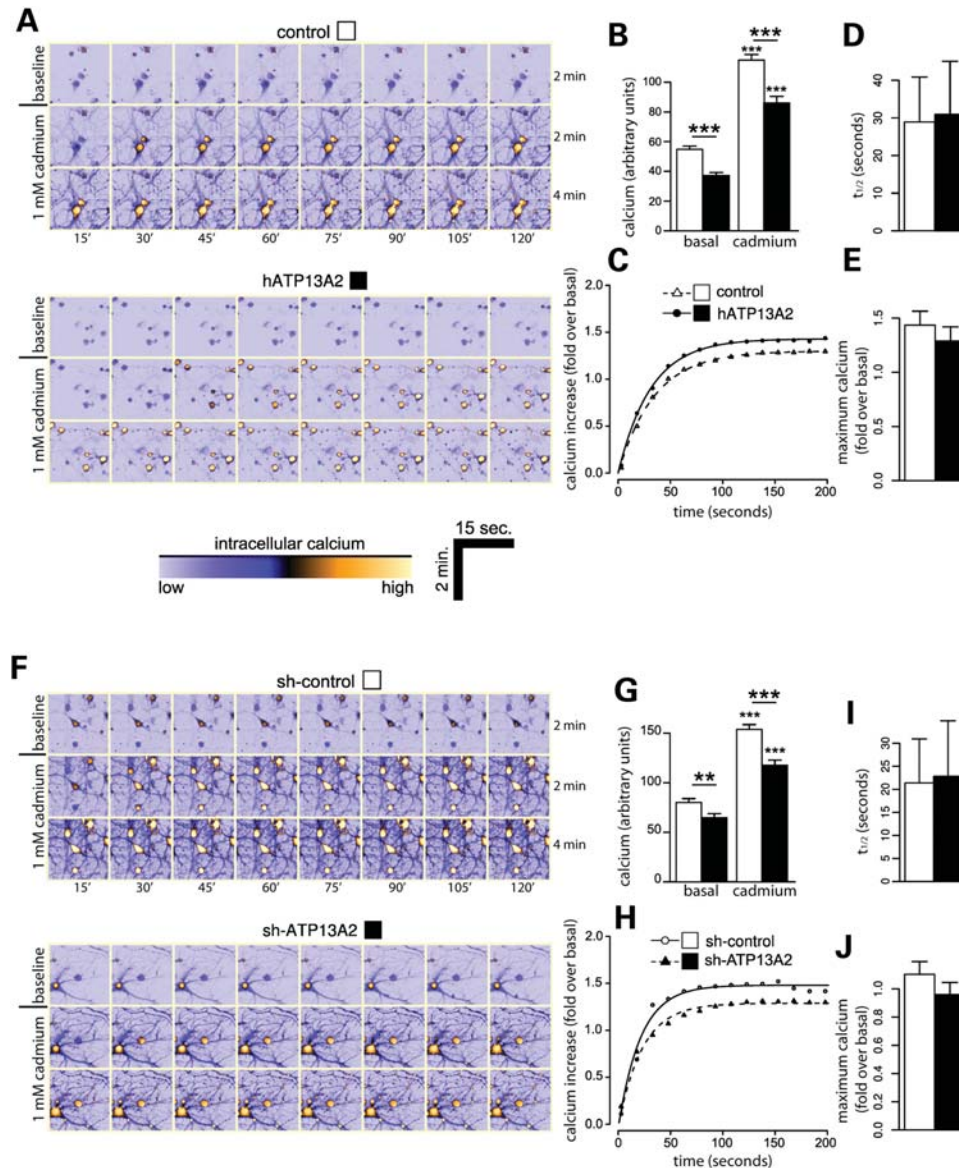 A
control
baseline
2 min
1 mM cadmium
2 min
4 min
15’ 30’ 45’ 60’ 75’ 90’ 105’ 120’
hATP13A2
baseline
1 mM cadmium
intracellular calcium
low high
15 sec.
2 min.
B
calcium (arbitrary units)
100
80
60
40
20
0
***
***
***
***
basal cadmium
C
calcium increase (fold over basal)
2.0
1.5
1.0
0.5
0.0
control
hATP13A2
0 50 100 150 200
time (seconds)
D
t1/2 (seconds)
40
30
20
10
0
E
maximum calcium
(fold over basal)
1.5
1.0
0.5
0.0
F
sh-control
baseline
2 min
1 mM cadmium
2 min
4 min
15’ 30’ 45’ 60’ 75’ 90’ 105’ 120’
sh-ATP13A2
baseline
1 mM cadmium
G
calcium (arbitrary units)
150
100
50
0
**
***
***
***
basal cadmium
H
calcium increase (fold over basal)
2.0
1.5
1.0
0.5
0.0
sh-control
sh-ATP13A2
0 50 100 150 200
time (seconds)
I
t1/2 (seconds)
30
25
20
15
10
5
0
J
maximum calcium
(fold over basal)
1.0
0.8
0.6
0.4
0.2
0